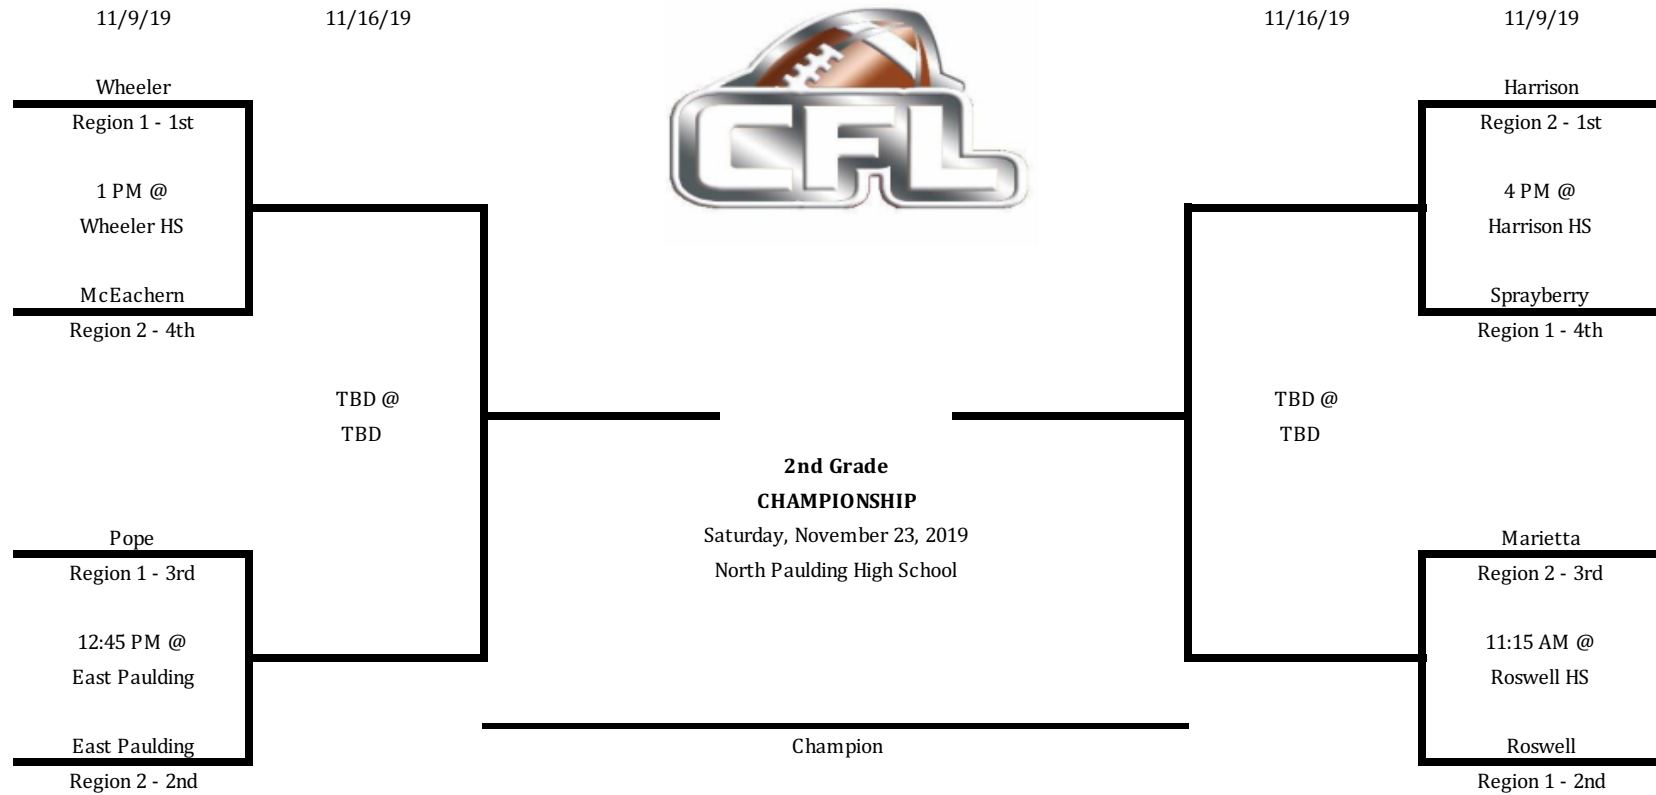 11/9/19
11/16/19
11/16/19
11/9/19
CFL
Wheeler
Region 1 - 1st
1 PM @
Wheeler HS
McEachern
Region 2 - 4th
TBD @
TBD
Pope
Region 1 - 3rd
12:45 PM @
East Paulding
East Paulding
Region 2 - 2nd
2nd Grade
CHAMPIONSHIP
Saturday, November 23, 2019
North Paulding High School
Champion
Harrison
Region 2 - 1st
4 PM @
Harrison HS
Sprayberry
Region 1 - 4th
TBD @
TBD
Marietta
Region 2 - 3rd
11:15 AM @
Roswell HS
Roswell
Region 1 - 2nd